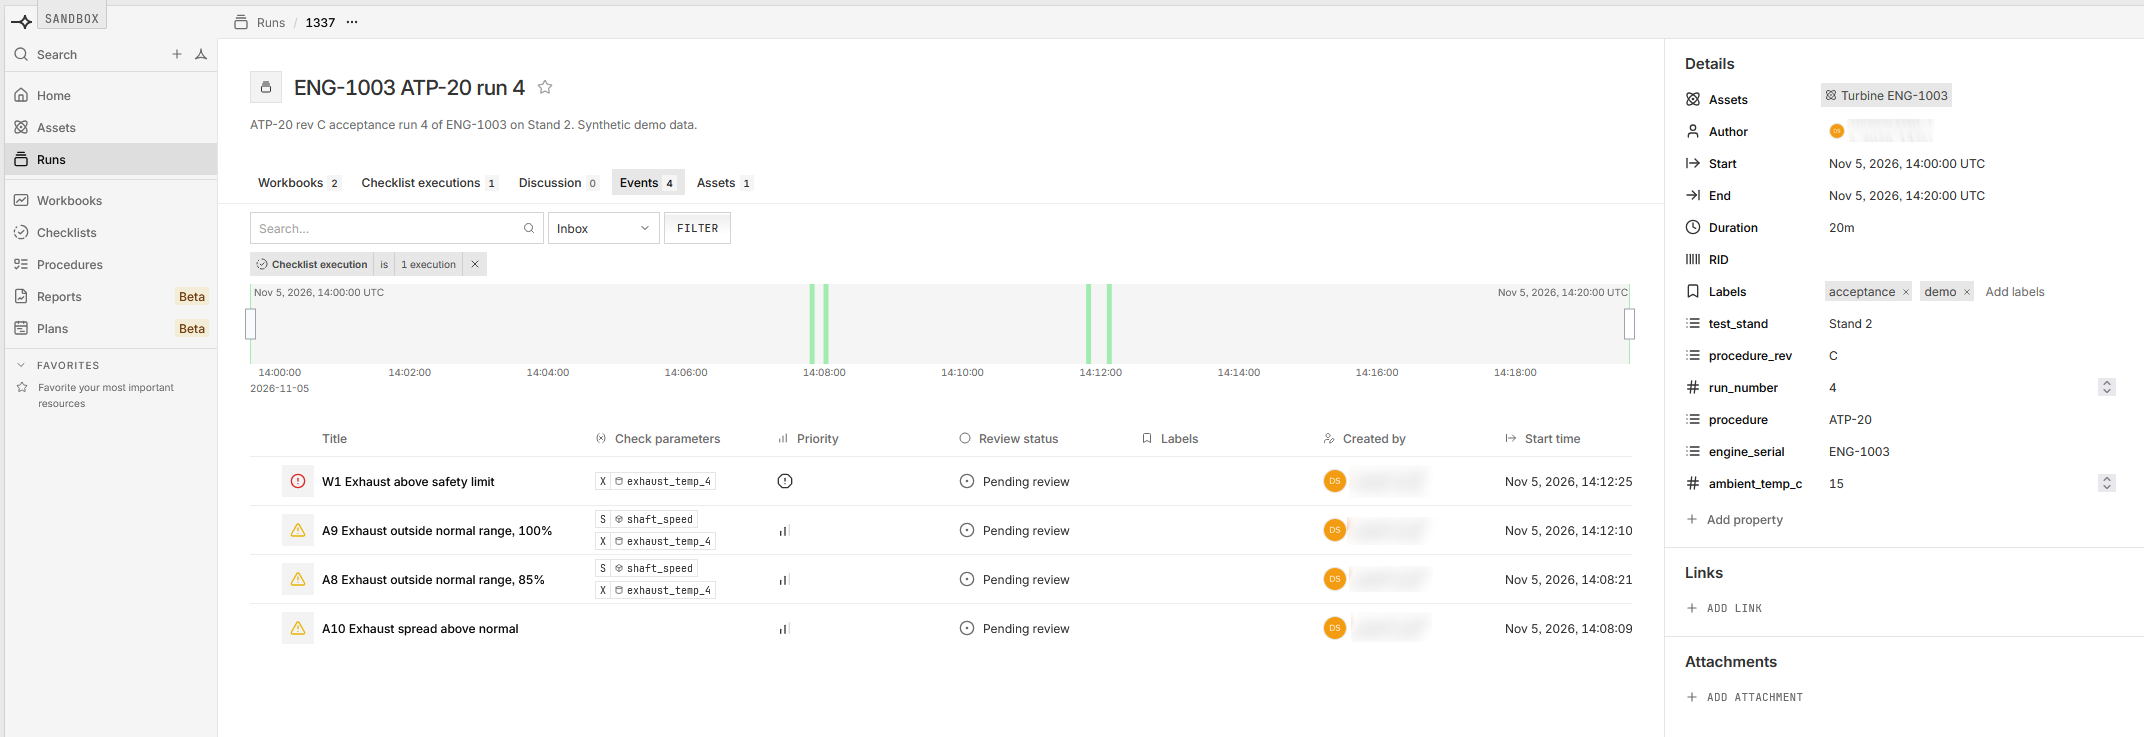 SANDBOX
Search
Home
Assets
Runs
Workbooks
Checklists
Procedures
Reports Beta
Plans Beta
FAVORITES
Favorite your most important
resources
Runs / 1337 ···
ENG-1003 ATP-20 run 4
ATP-20 rev C acceptance run 4 of ENG-1003 on Stand 2. Synthetic demo data.
Workbooks 2 Checklist executions 1 Discussion 0 Events 4 Assets 1
Search... Inbox FILTER
Checklist execution is 1 execution ×
Nov 5, 2026, 14:00:00 UTC Nov 5, 2026, 14:20:00 UTC
14:00:00 14:02:00 14:04:00 14:06:00 14:08:00 14:10:00 14:12:00 14:14:00 14:16:00 14:18:00
2026-11-05
Title Check parameters Priority Review status Labels Created by Start time
W1 Exhaust above safety limit X exhaust_temp_4 Pending review DS Nov 5, 2026, 14:12:25
A9 Exhaust outside normal range, 100% S shaft_speed X exhaust_temp_4 Pending review DS Nov 5, 2026, 14:12:10
A8 Exhaust outside normal range, 85% S shaft_speed X exhaust_temp_4 Pending review DS Nov 5, 2026, 14:08:21
A10 Exhaust spread above normal Pending review DS Nov 5, 2026, 14:08:09
Details
Assets Turbine ENG-1003
Author DS
Start Nov 5, 2026, 14:00:00 UTC
End Nov 5, 2026, 14:20:00 UTC
Duration 20m
RID
Labels acceptance × demo × Add labels
test_stand Stand 2
procedure_rev C
run_number 4
procedure ATP-20
engine_serial ENG-1003
ambient_temp_c 15
+ Add property
Links
+ ADD LINK
Attachments
+ ADD ATTACHMENT